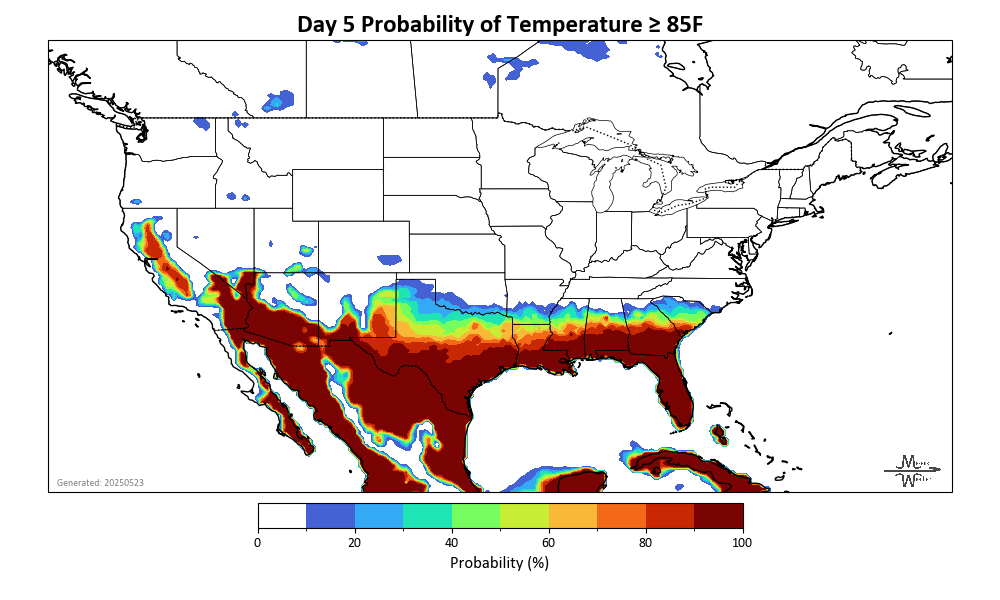 Day 5 Probability of Temperature ≥ 85F
Generated: 20250523
0 20 40 60 80 100
Probability (%)